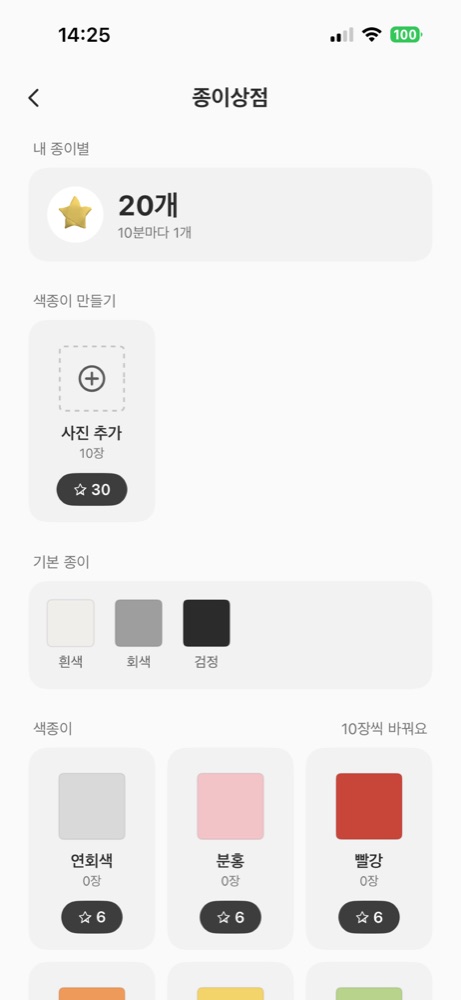 14:25
100
종이상점
내 종이별
20개
10분마다 1개
색종이 만들기
사진 추가
10장
30
기본 종이
흰색 회색 검정
색종이 10장씩 바꿔요
연회색 분홍 빨강
0장 0장 0장
6 6 6